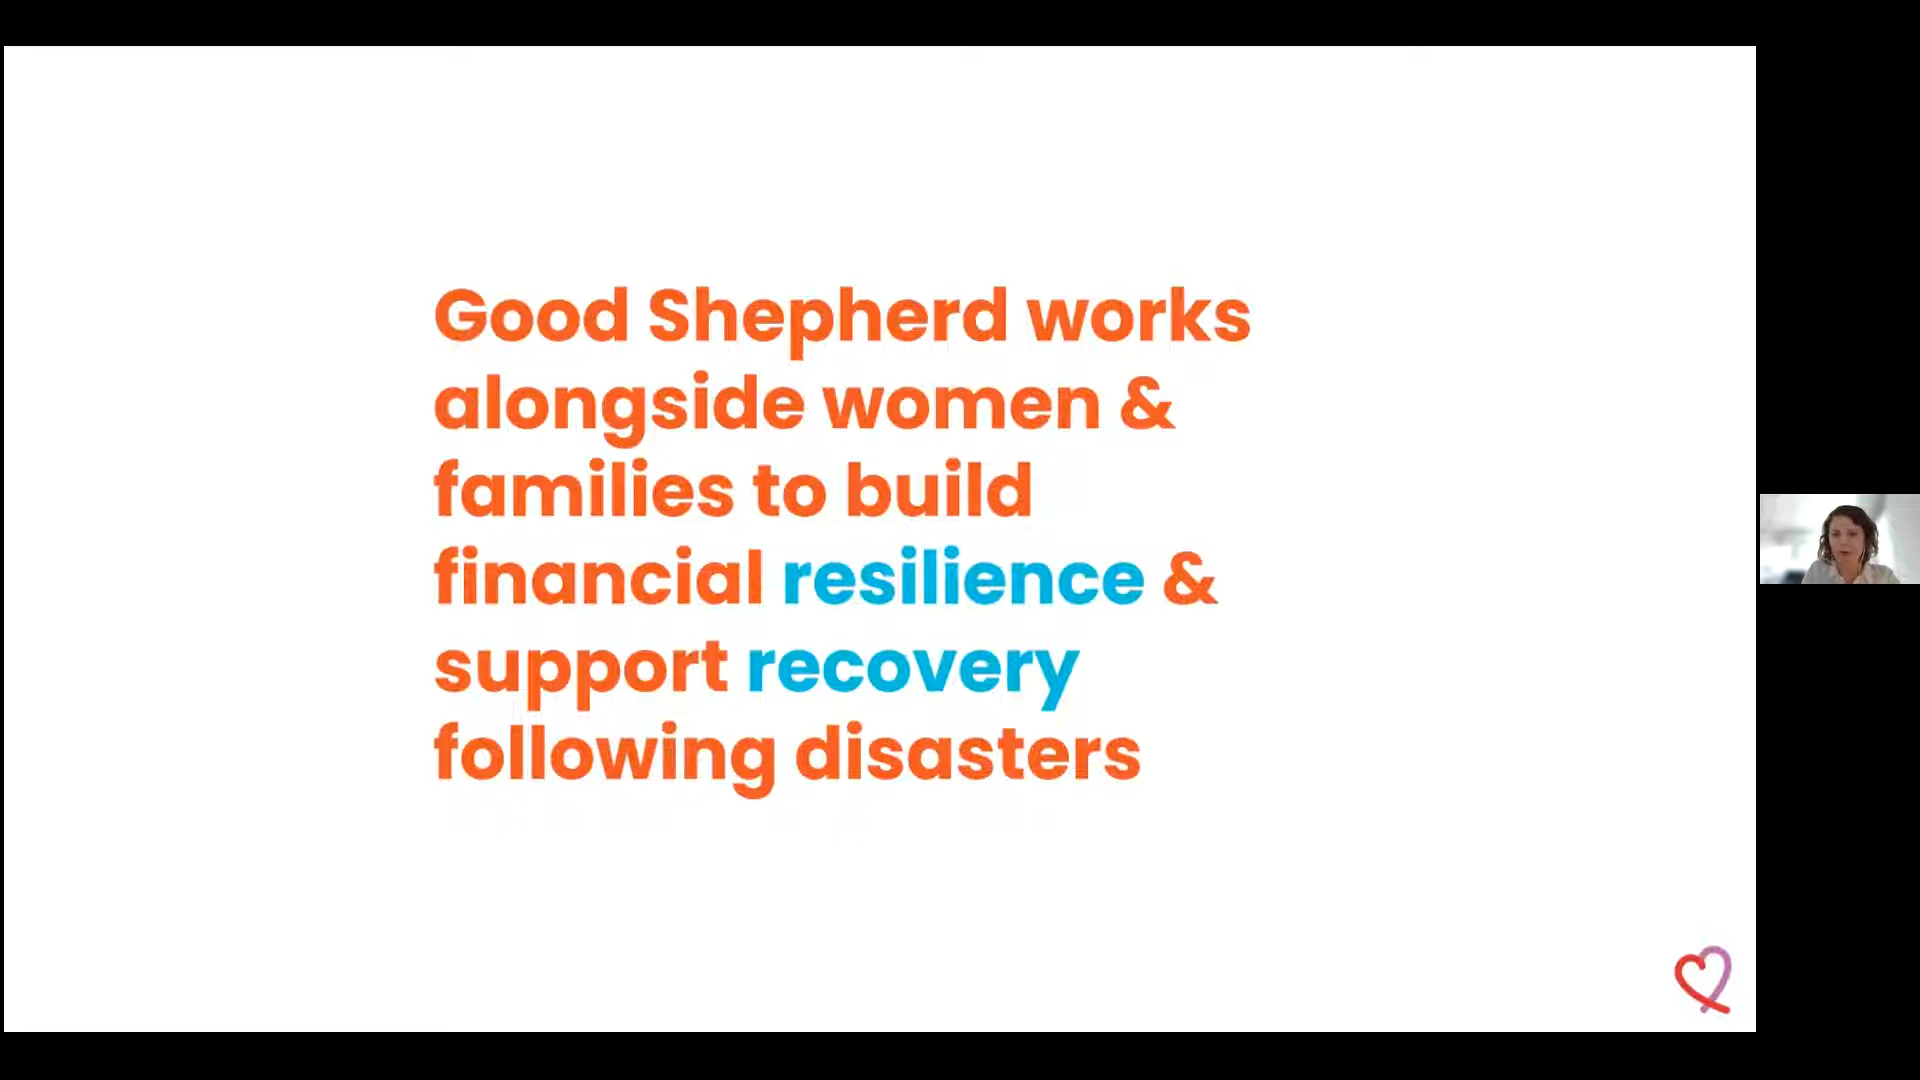 Good Shepherd works
alongside women &
families to build
financial resilience &
support recovery
following disasters